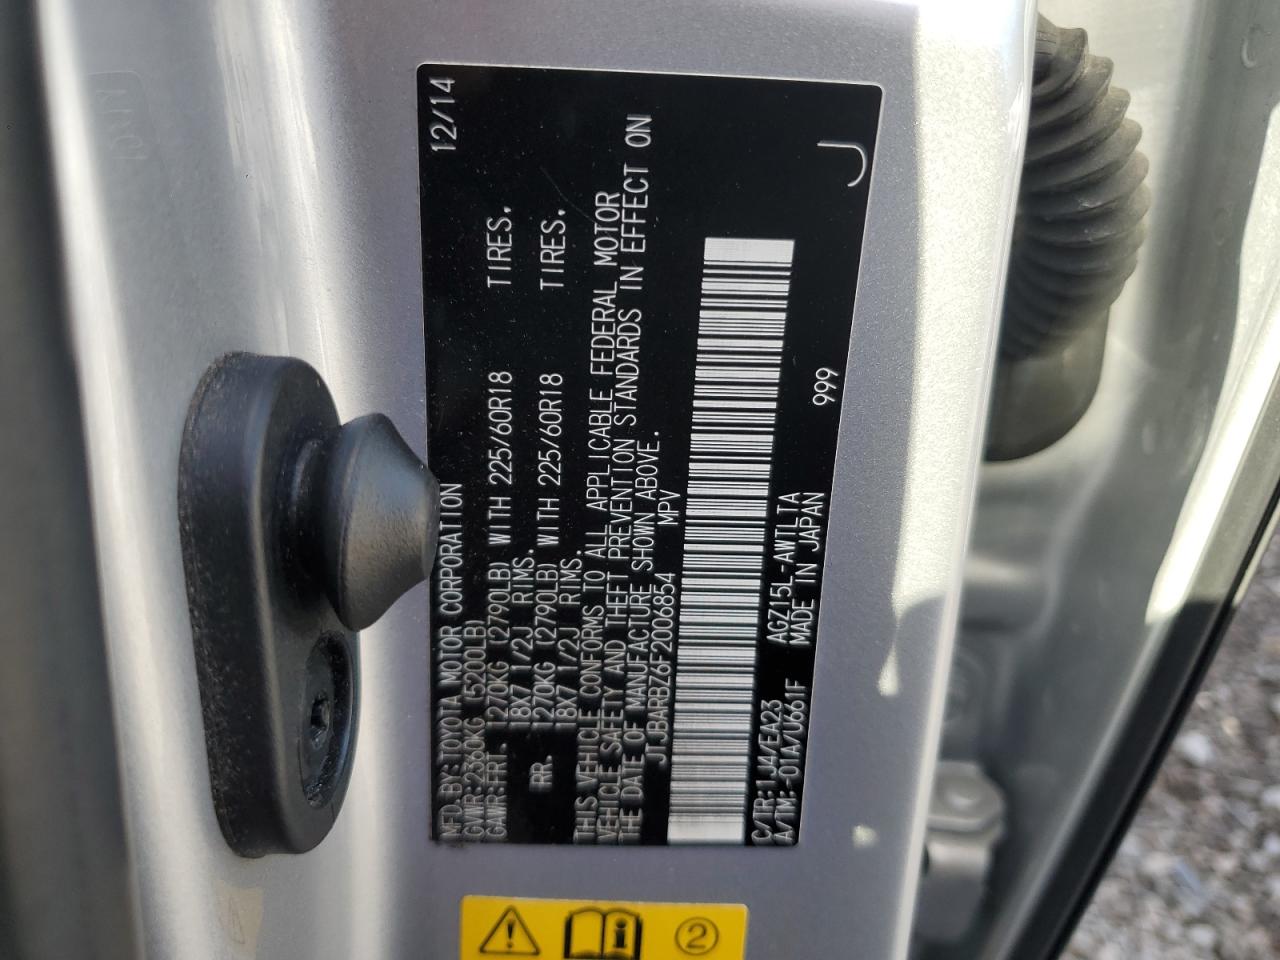 MFD. BY: TOYOTA MOTOR CORPORATION 12/14
GVWR: 2360KG (5200LB)
GAWR: FRT. 1270KG (2790LB) WITH 225/60R18 TIRES.
18X7 1/2J RIMS.
RR. 1270KG (2790LB) WITH 225/60R18 TIRES.
18X7 1/2J RIMS.
THIS VEHICLE CONFORMS TO ALL APPLICABLE FEDERAL MOTOR
VEHICLE SAFETY AND THEFT PREVENTION STANDARDS IN EFFECT ON
THE DATE OF MANUFACTURE SHOWN ABOVE.
JTJBARBZ6F2006854 MPV
C/TR: 1J4/EA23 AGZ15L-AWTLTA
A/TM: -01A/U661F MADE IN JAPAN 999 J
2